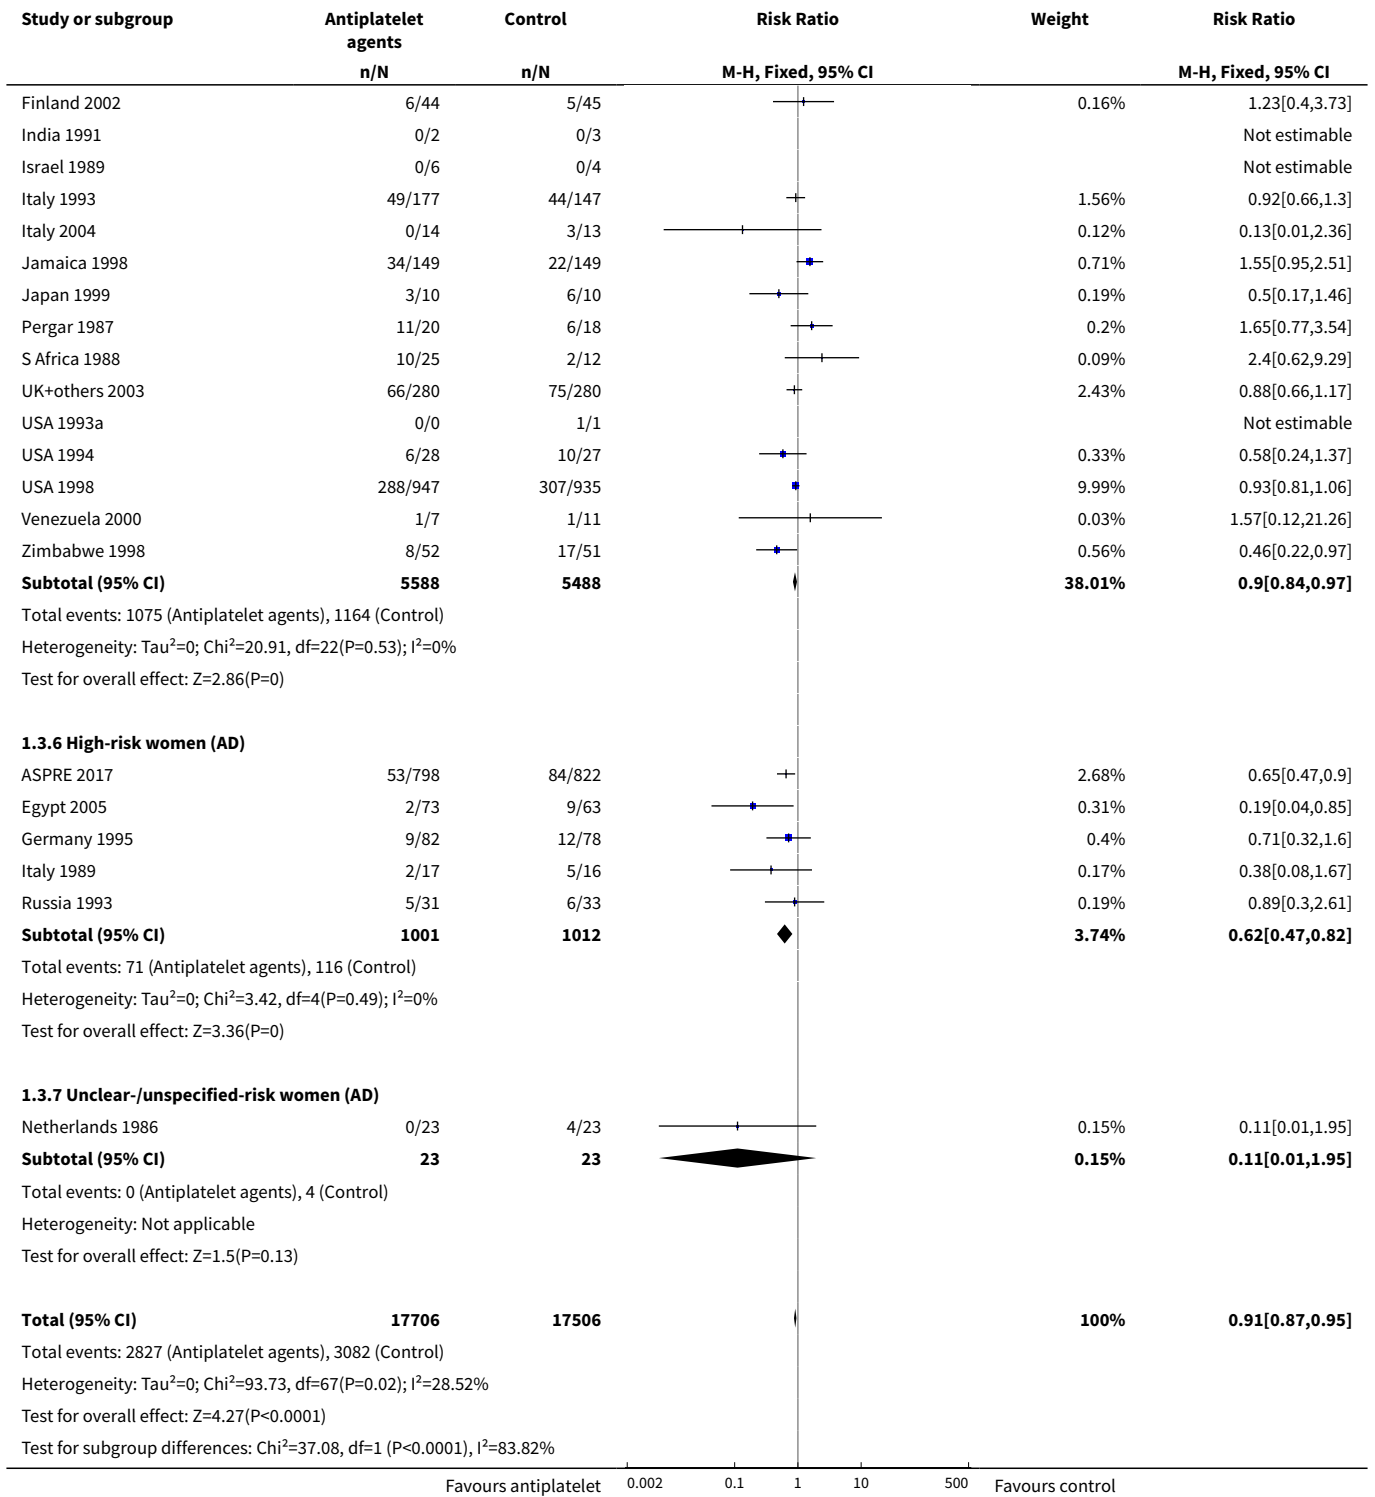 Study or subgroup Antiplatelet agents Control Risk Ratio Weight Risk Ratio
n/N n/N M-H, Fixed, 95% CI M-H, Fixed, 95% CI
Finland 2002 6/44 5/45 0.16% 1.23[0.4,3.73]
India 1991 0/2 0/3 Not estimable
Israel 1989 0/6 0/4 Not estimable
Italy 1993 49/177 44/147 1.56% 0.92[0.66,1.3]
Italy 2004 0/14 3/13 0.12% 0.13[0.01,2.36]
Jamaica 1998 34/149 22/149 0.71% 1.55[0.95,2.51]
Japan 1999 3/10 6/10 0.19% 0.5[0.17,1.46]
Pergar 1987 11/20 6/18 0.2% 1.65[0.77,3.54]
S Africa 1988 10/25 2/12 0.09% 2.4[0.62,9.29]
UK+others 2003 66/280 75/280 2.43% 0.88[0.66,1.17]
USA 1993a 0/0 1/1 Not estimable
USA 1994 6/28 10/27 0.33% 0.58[0.24,1.37]
USA 1998 288/947 307/935 9.99% 0.93[0.81,1.06]
Venezuela 2000 1/7 1/11 0.03% 1.57[0.12,21.26]
Zimbabwe 1998 8/52 17/51 0.56% 0.46[0.22,0.97]
Subtotal (95% CI) 5588 5488 38.01% 0.9[0.84,0.97]
Total events: 1075 (Antiplatelet agents), 1164 (Control)
Heterogeneity: Tau²=0; Chi²=20.91, df=22(P=0.53); I²=0%
Test for overall effect: Z=2.86(P=0)
1.3.6 High-risk women (AD)
ASPRE 2017 53/798 84/822 2.68% 0.65[0.47,0.9]
Egypt 2005 2/73 9/63 0.31% 0.19[0.04,0.85]
Germany 1995 9/82 12/78 0.4% 0.71[0.32,1.6]
Italy 1989 2/17 5/16 0.17% 0.38[0.08,1.67]
Russia 1993 5/31 6/33 0.19% 0.89[0.3,2.61]
Subtotal (95% CI) 1001 1012 3.74% 0.62[0.47,0.82]
Total events: 71 (Antiplatelet agents), 116 (Control)
Heterogeneity: Tau²=0; Chi²=3.42, df=4(P=0.49); I²=0%
Test for overall effect: Z=3.36(P=0)
1.3.7 Unclear-/unspecified-risk women (AD)
Netherlands 1986 0/23 4/23 0.15% 0.11[0.01,1.95]
Subtotal (95% CI) 23 23 0.15% 0.11[0.01,1.95]
Total events: 0 (Antiplatelet agents), 4 (Control)
Heterogeneity: Not applicable
Test for overall effect: Z=1.5(P=0.13)
Total (95% CI) 17706 17506 100% 0.91[0.87,0.95]
Total events: 2827 (Antiplatelet agents), 3082 (Control)
Heterogeneity: Tau²=0; Chi²=93.73, df=67(P=0.02); I²=28.52%
Test for overall effect: Z=4.27(P<0.0001)
Test for subgroup differences: Chi²=37.08, df=1 (P<0.0001), I²=83.82%
Favours antiplatelet 0.002 0.1 1 10 500 Favours control